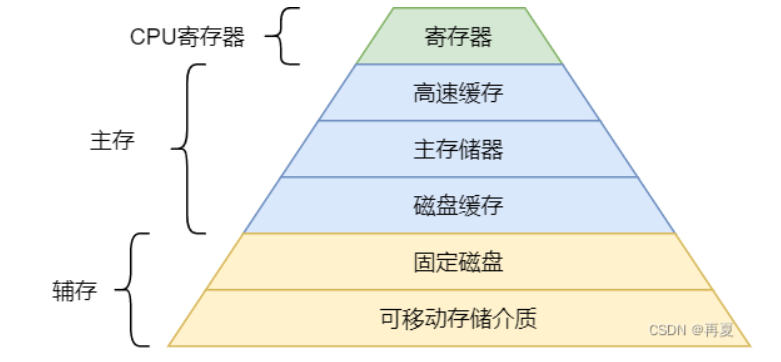 CPU寄存器
寄存器
高速缓存
主存
主存储器
磁盘缓存
固定磁盘
辅存
可移动存储介质
CSDN @再夏